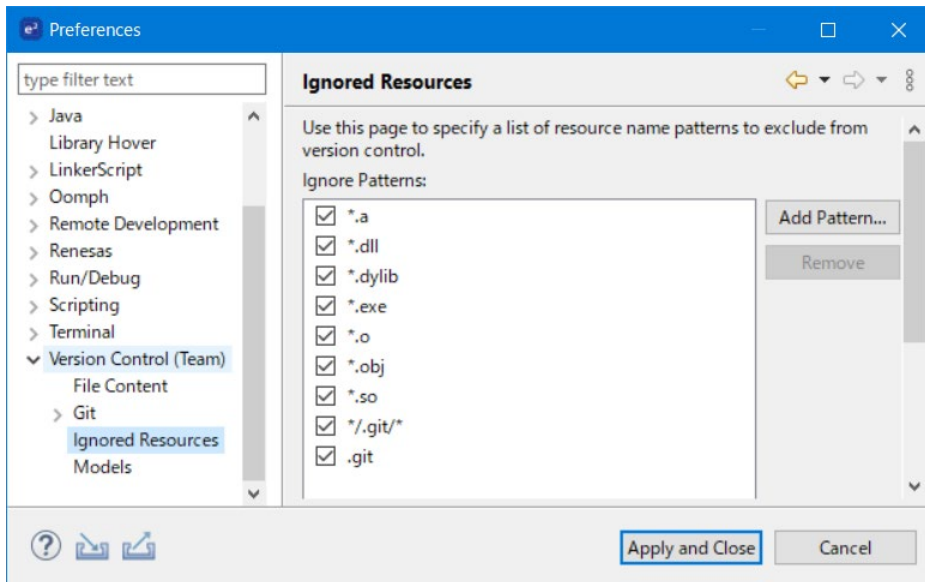 e² Preferences
type filter text
Java
Library Hover
LinkerScript
Oomph
Remote Development
Renesas
Run/Debug
Scripting
Terminal
Version Control (Team)
File Content
Git
Ignored Resources
Models
Ignored Resources
Use this page to specify a list of resource name patterns to exclude from
version control.
Ignore Patterns:
*.a
*.dll
*.dylib
*.exe
*.o
*.obj
*.so
*/.git/*
.git
Add Pattern...
Remove
?
Apply and Close
Cancel